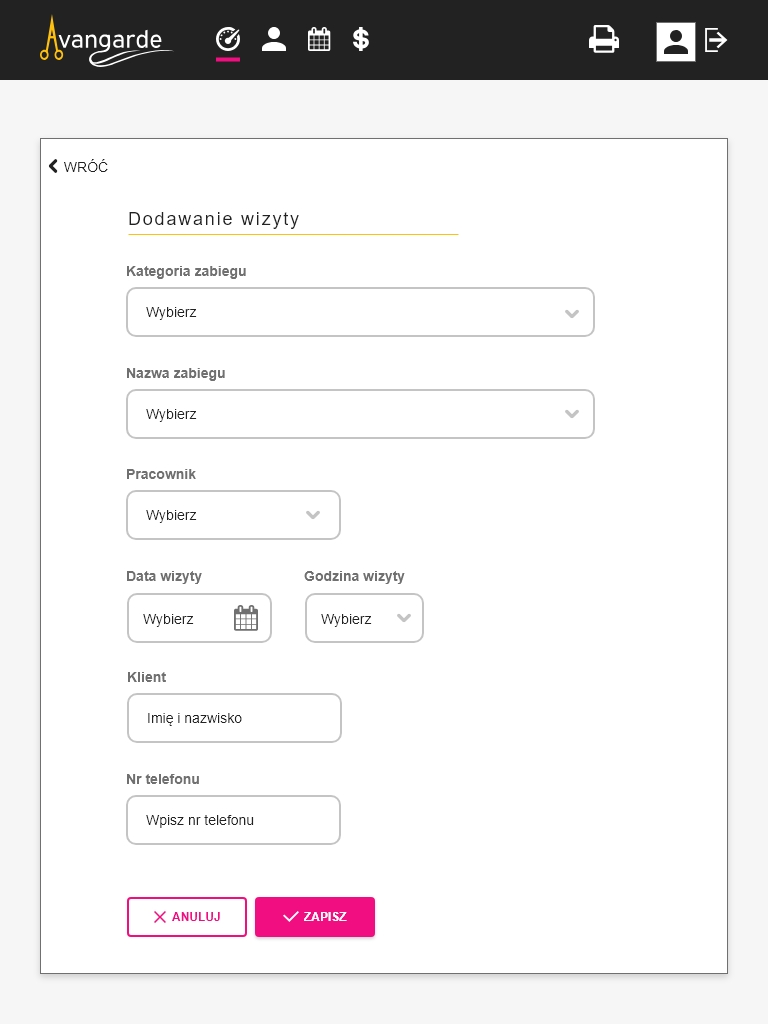 Avangarde
WRÓĆ
Dodawanie wizyty
Kategoria zabiegu
Wybierz
Nazwa zabiegu
Wybierz
Pracownik
Wybierz
Data wizyty Godzina wizyty
Wybierz Wybierz
Klient
Imię i nazwisko
Nr telefonu
Wpisz nr telefonu
ANULUJ ZAPISZ